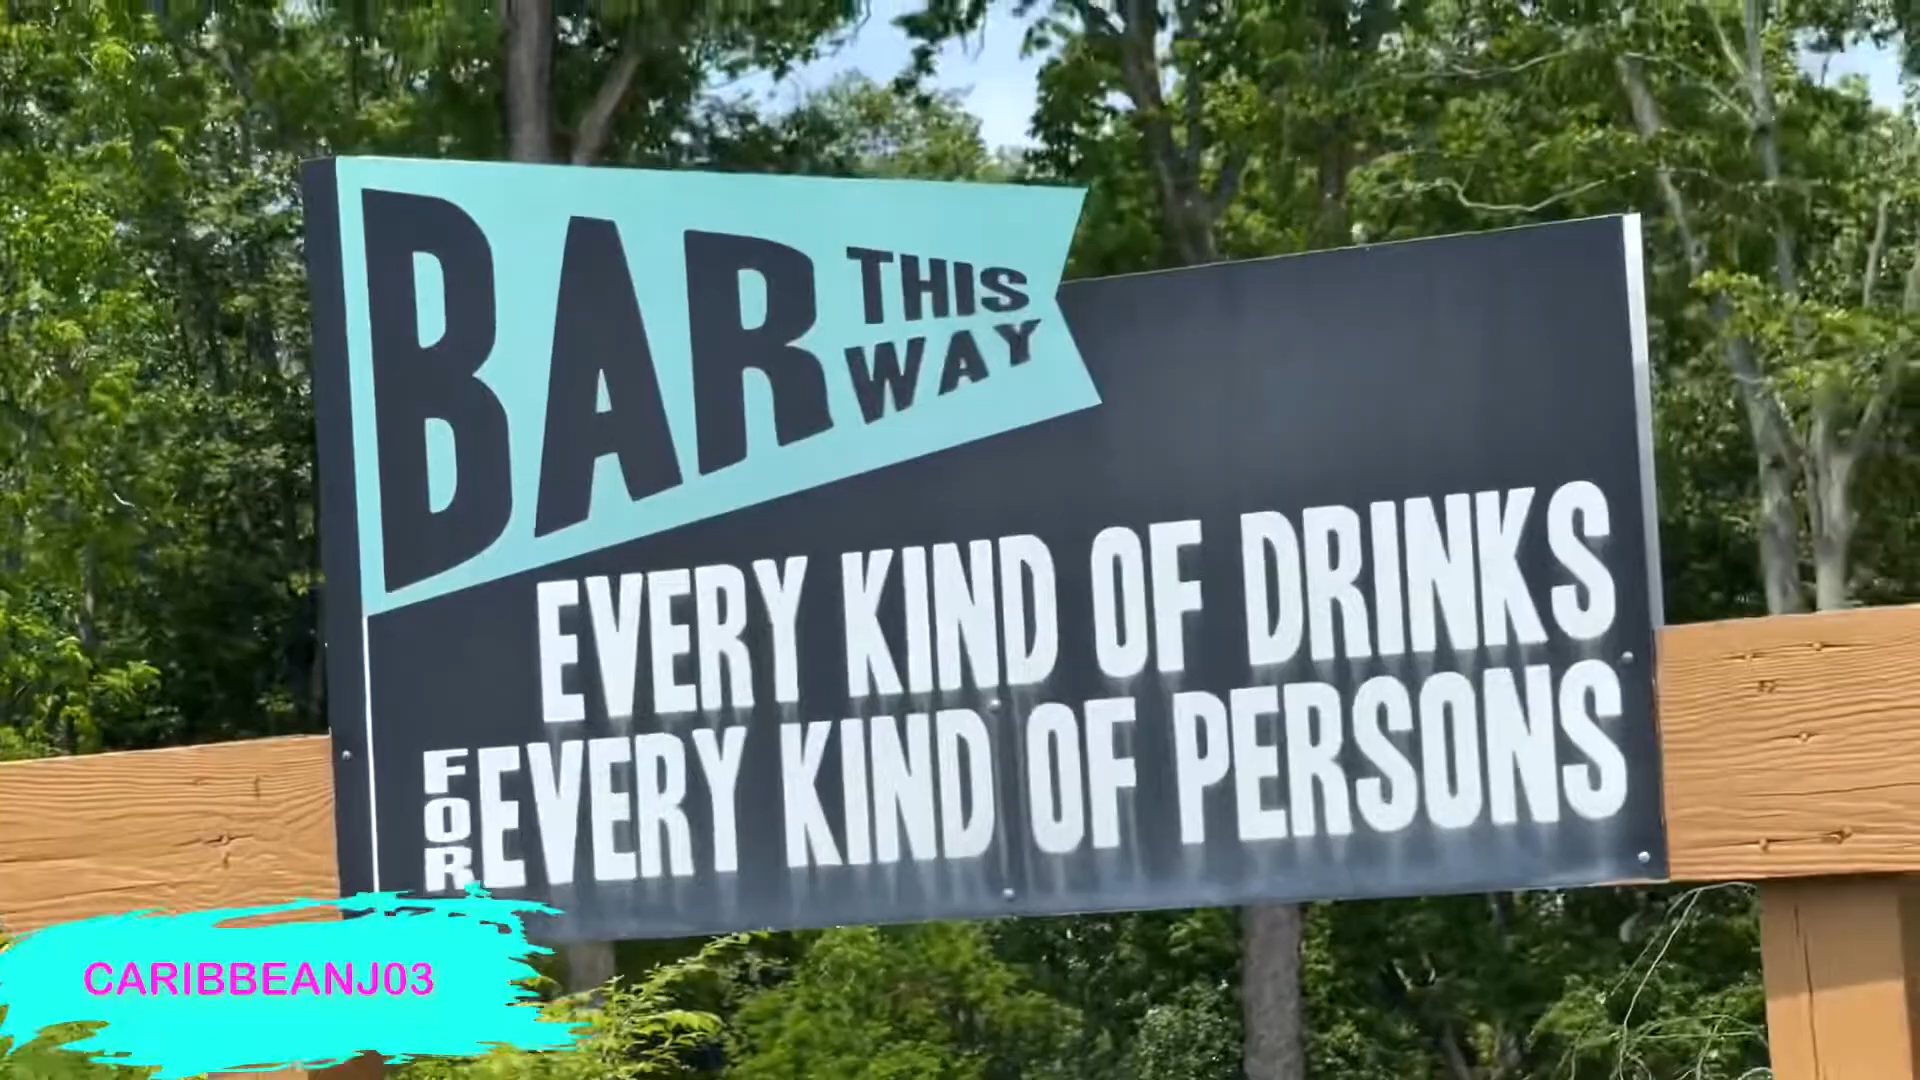 BAR THIS WAY
EVERY KIND OF DRINKS
FOR EVERY KIND OF PERSONS
CARIBBEANJ03